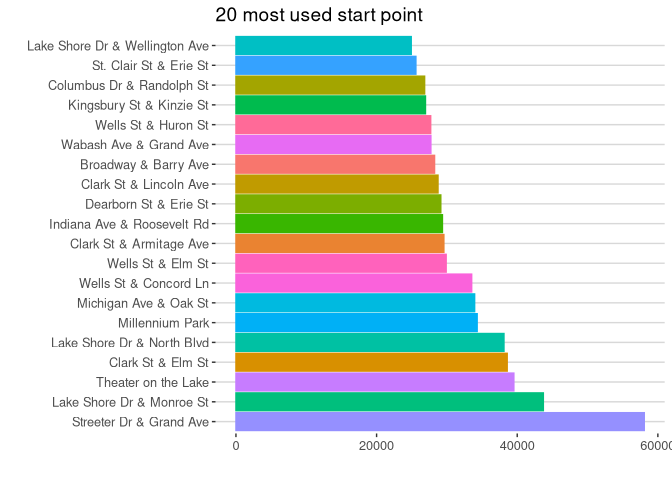 20 most used start point
Lake Shore Dr & Wellington Ave
St. Clair St & Erie St
Columbus Dr & Randolph St
Kingsbury St & Kinzie St
Wells St & Huron St
Wabash Ave & Grand Ave
Broadway & Barry Ave
Clark St & Lincoln Ave
Dearborn St & Erie St
Indiana Ave & Roosevelt Rd
Clark St & Armitage Ave
Wells St & Elm St
Wells St & Concord Ln
Michigan Ave & Oak St
Millennium Park
Lake Shore Dr & North Blvd
Clark St & Elm St
Theater on the Lake
Lake Shore Dr & Monroe St
Streeter Dr & Grand Ave
0 20000 40000 60000